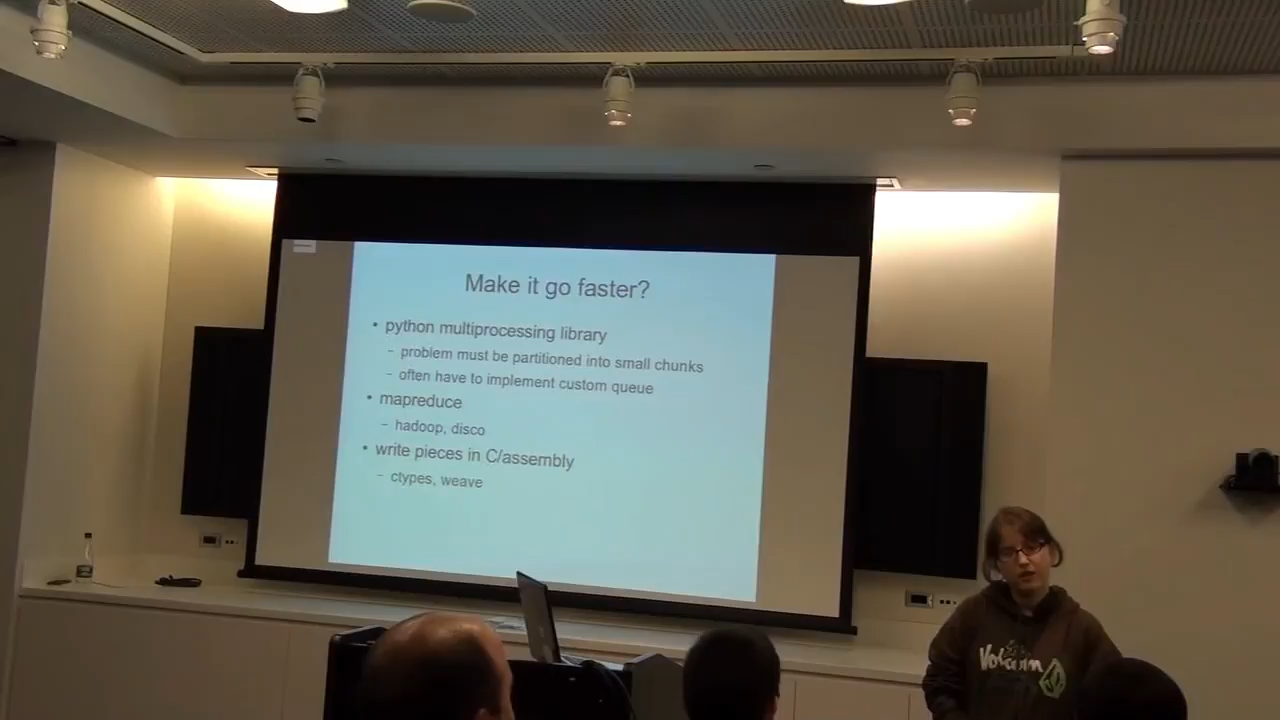 Make it go faster?
• python multiprocessing library
– problem must be partitioned into small chunks
– often have to implement custom queue
• mapreduce
– hadoop, disco
• write pieces in C/assembly
– ctypes, weave
Volcom